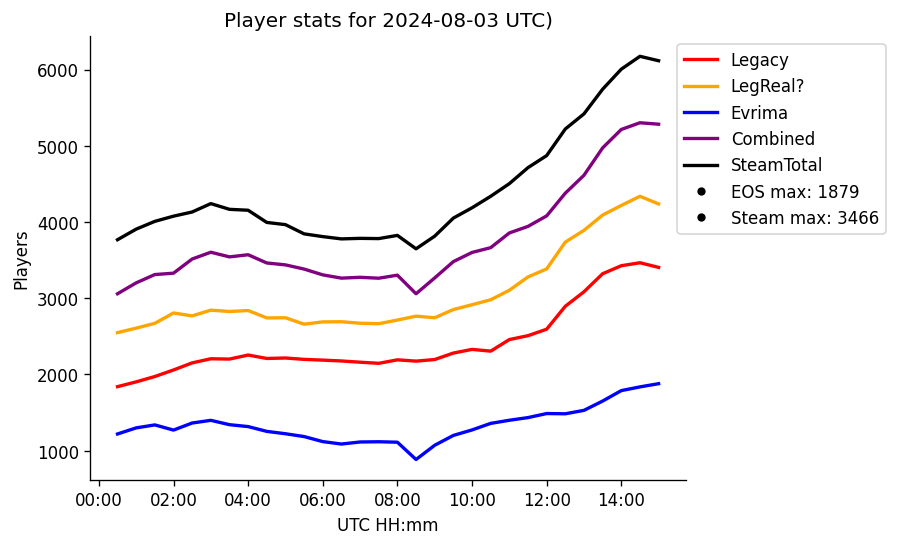 Player stats for 2024-08-03 UTC)
Players
6000
5000
4000
3000
2000
1000
00:00 02:00 04:00 06:00 08:00 10:00 12:00 14:00
UTC HH:mm
Legacy
LegReal?
Evrima
Combined
SteamTotal
EOS max: 1879
Steam max: 3466